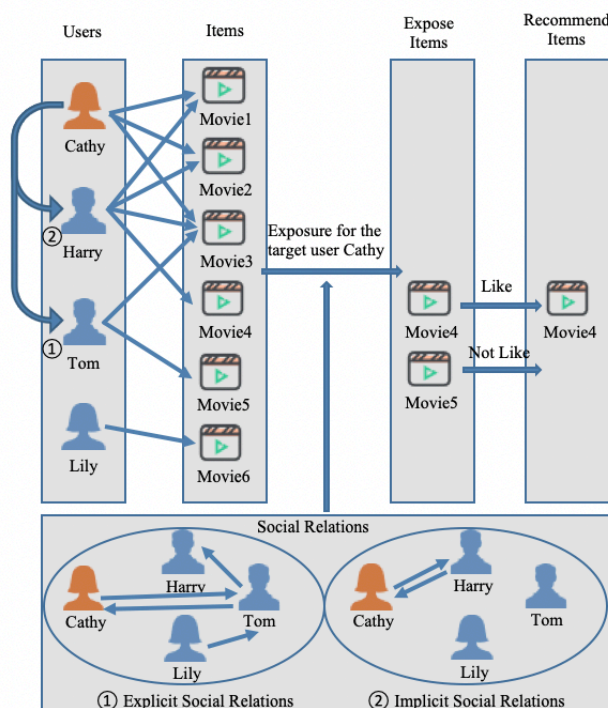 Users
Items
Expose
Items
Recommend
Items
Cathy
②
Harry
①
Tom
Lily
Movie1
Movie2
Movie3
Movie4
Movie5
Movie6
Exposure for the
target user Cathy
Movie4
Movie5
Like
Not Like
Movie4
Social Relations
Harry
Cathy
Tom
Lily
① Explicit Social Relations
Harry
Cathy
Tom
Lily
② Implicit Social Relations